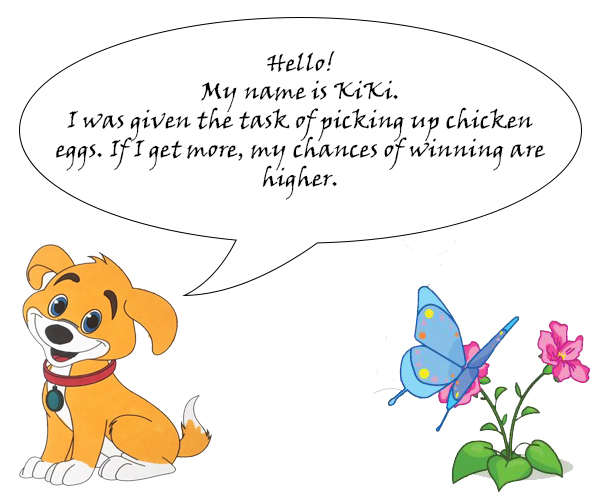 Hello!
My name is KiKi.
I was given the task of picking up chicken
eggs. If I get more, my chances of winning are
higher.